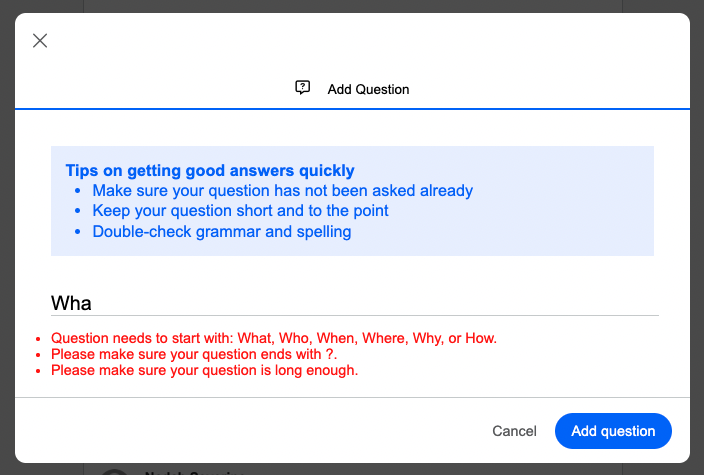 Add Question
Tips on getting good answers quickly
• Make sure your question has not been asked already
• Keep your question short and to the point
• Double-check grammar and spelling
Wha
• Question needs to start with: What, Who, When, Where, Why, or How.
• Please make sure your question ends with ?.
• Please make sure your question is long enough.
Cancel
Add question